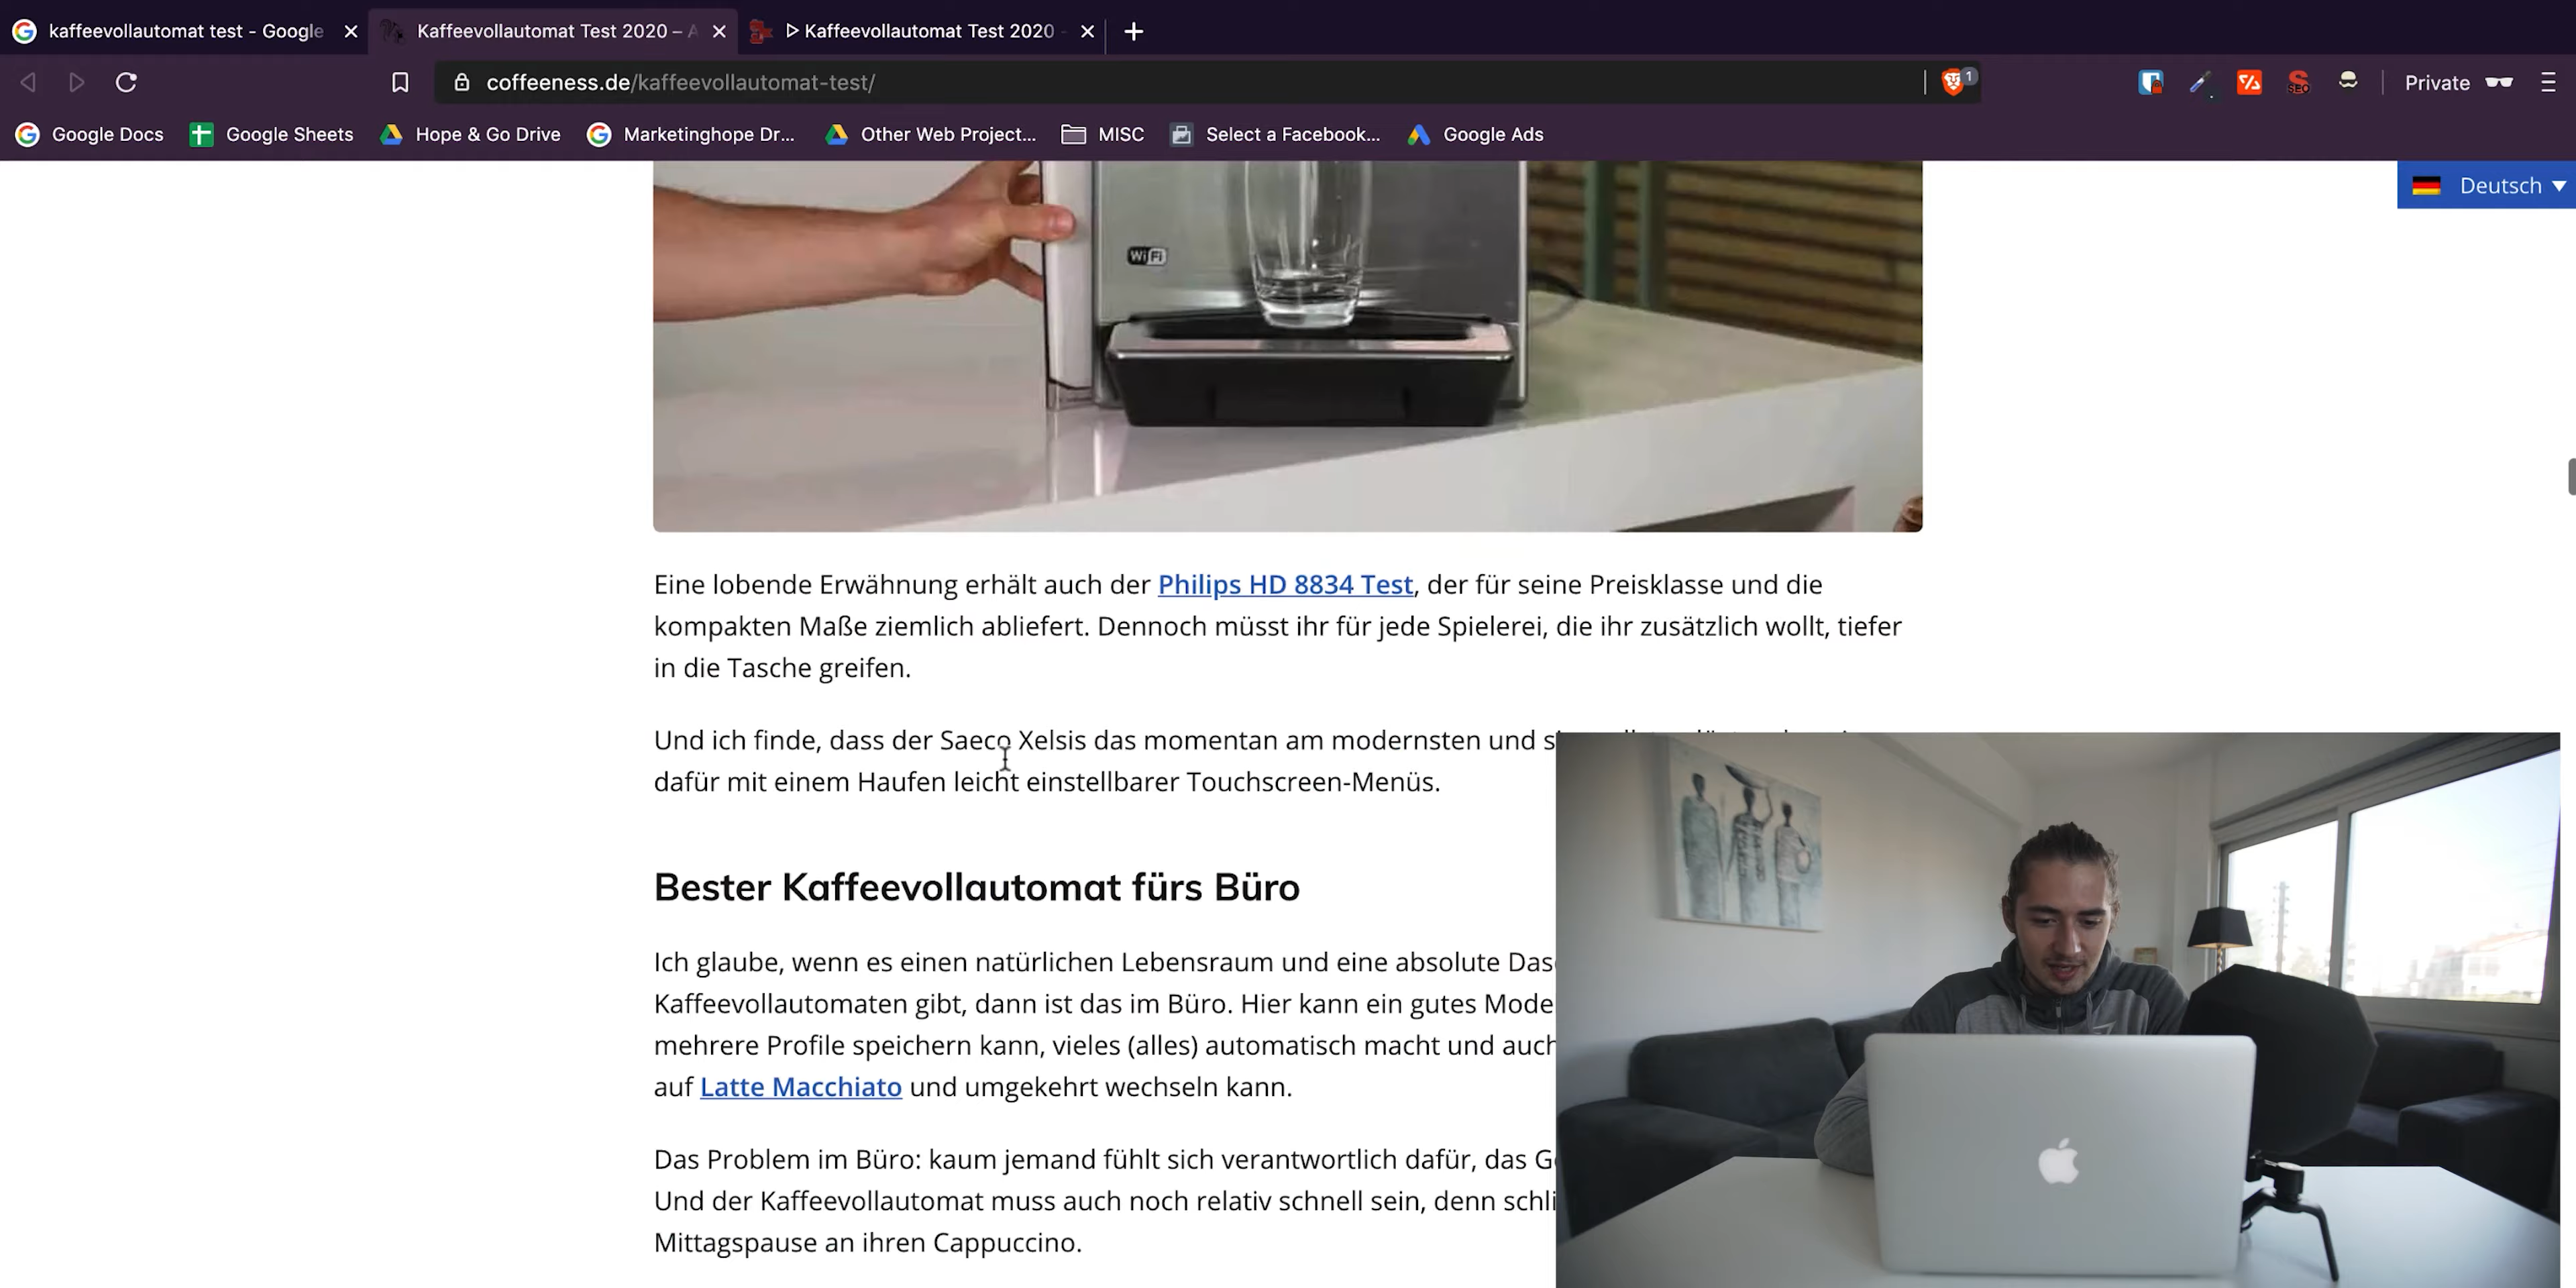 kaffeevollautomat test - Google
Kaffeevollautomat Test 2020 – A
Kaffeevollautomat Test 2020 -
coffeeness.de/kaffeevollautomat-test/
1
SEO
Private
Google Docs
Google Sheets
Hope & Go Drive
Marketinghope Dr...
Other Web Project...
MISC
Select a Facebook...
Google Ads
Deutsch
WiFi
Eine lobende Erwähnung erhält auch der Philips HD 8834 Test, der für seine Preisklasse und die
kompakten Maße ziemlich abliefert. Dennoch müsst ihr für jede Spielerei, die ihr zusätzlich wollt, tiefer
in die Tasche greifen.
Und ich finde, dass der Saeco Xelsis das momentan am modernsten und
dafür mit einem Haufen leicht einstellbarer Touchscreen-Menüs.
Bester Kaffeevollautomat fürs Büro
Ich glaube, wenn es einen natürlichen Lebensraum und eine absolute
Kaffeevollautomaten gibt, dann ist das im Büro. Hier kann ein gutes
mehrere Profile speichern kann, vieles (alles) automatisch macht und auch
auf Latte Macchiato und umgekehrt wechseln kann.
Das Problem im Büro: kaum jemand fühlt sich verantwortlich dafür, das
Und der Kaffeevollautomat muss auch noch relativ schnell sein, denn
Mittagspause an ihren Cappuccino.